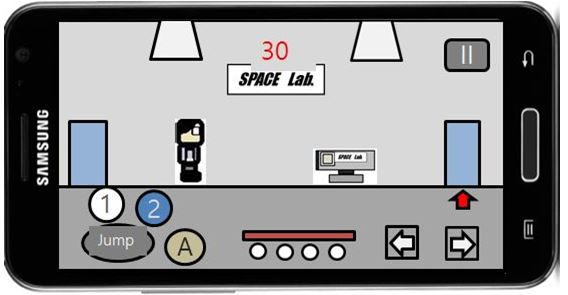 30
SPACE Lab.
SPACE Lab
SAMSUNG
1
2
Jump
A